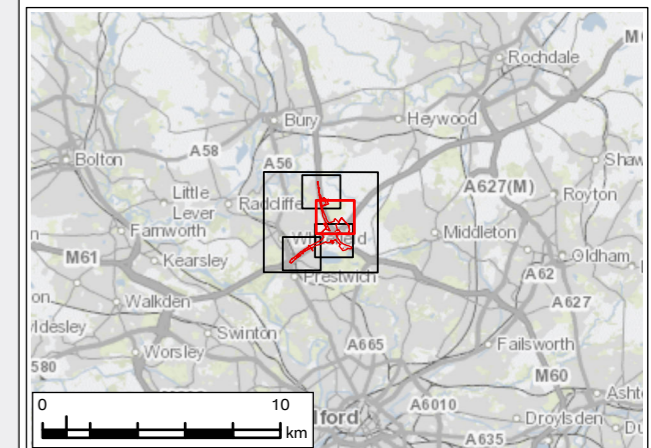 M
Rochdale
Bury
Heywood
A58
Bolton
A56
Shaw
A627(M)
Little
Lever
Radcliffe
Royton
Farnworth
Middleton
Oldham
M61
Kearsley
A62
Prestwich
Walkden
A627
Swinton
A665
Failsworth
Worsley
580
M60
0
10
km
lford
A6010
Droylsden
A635